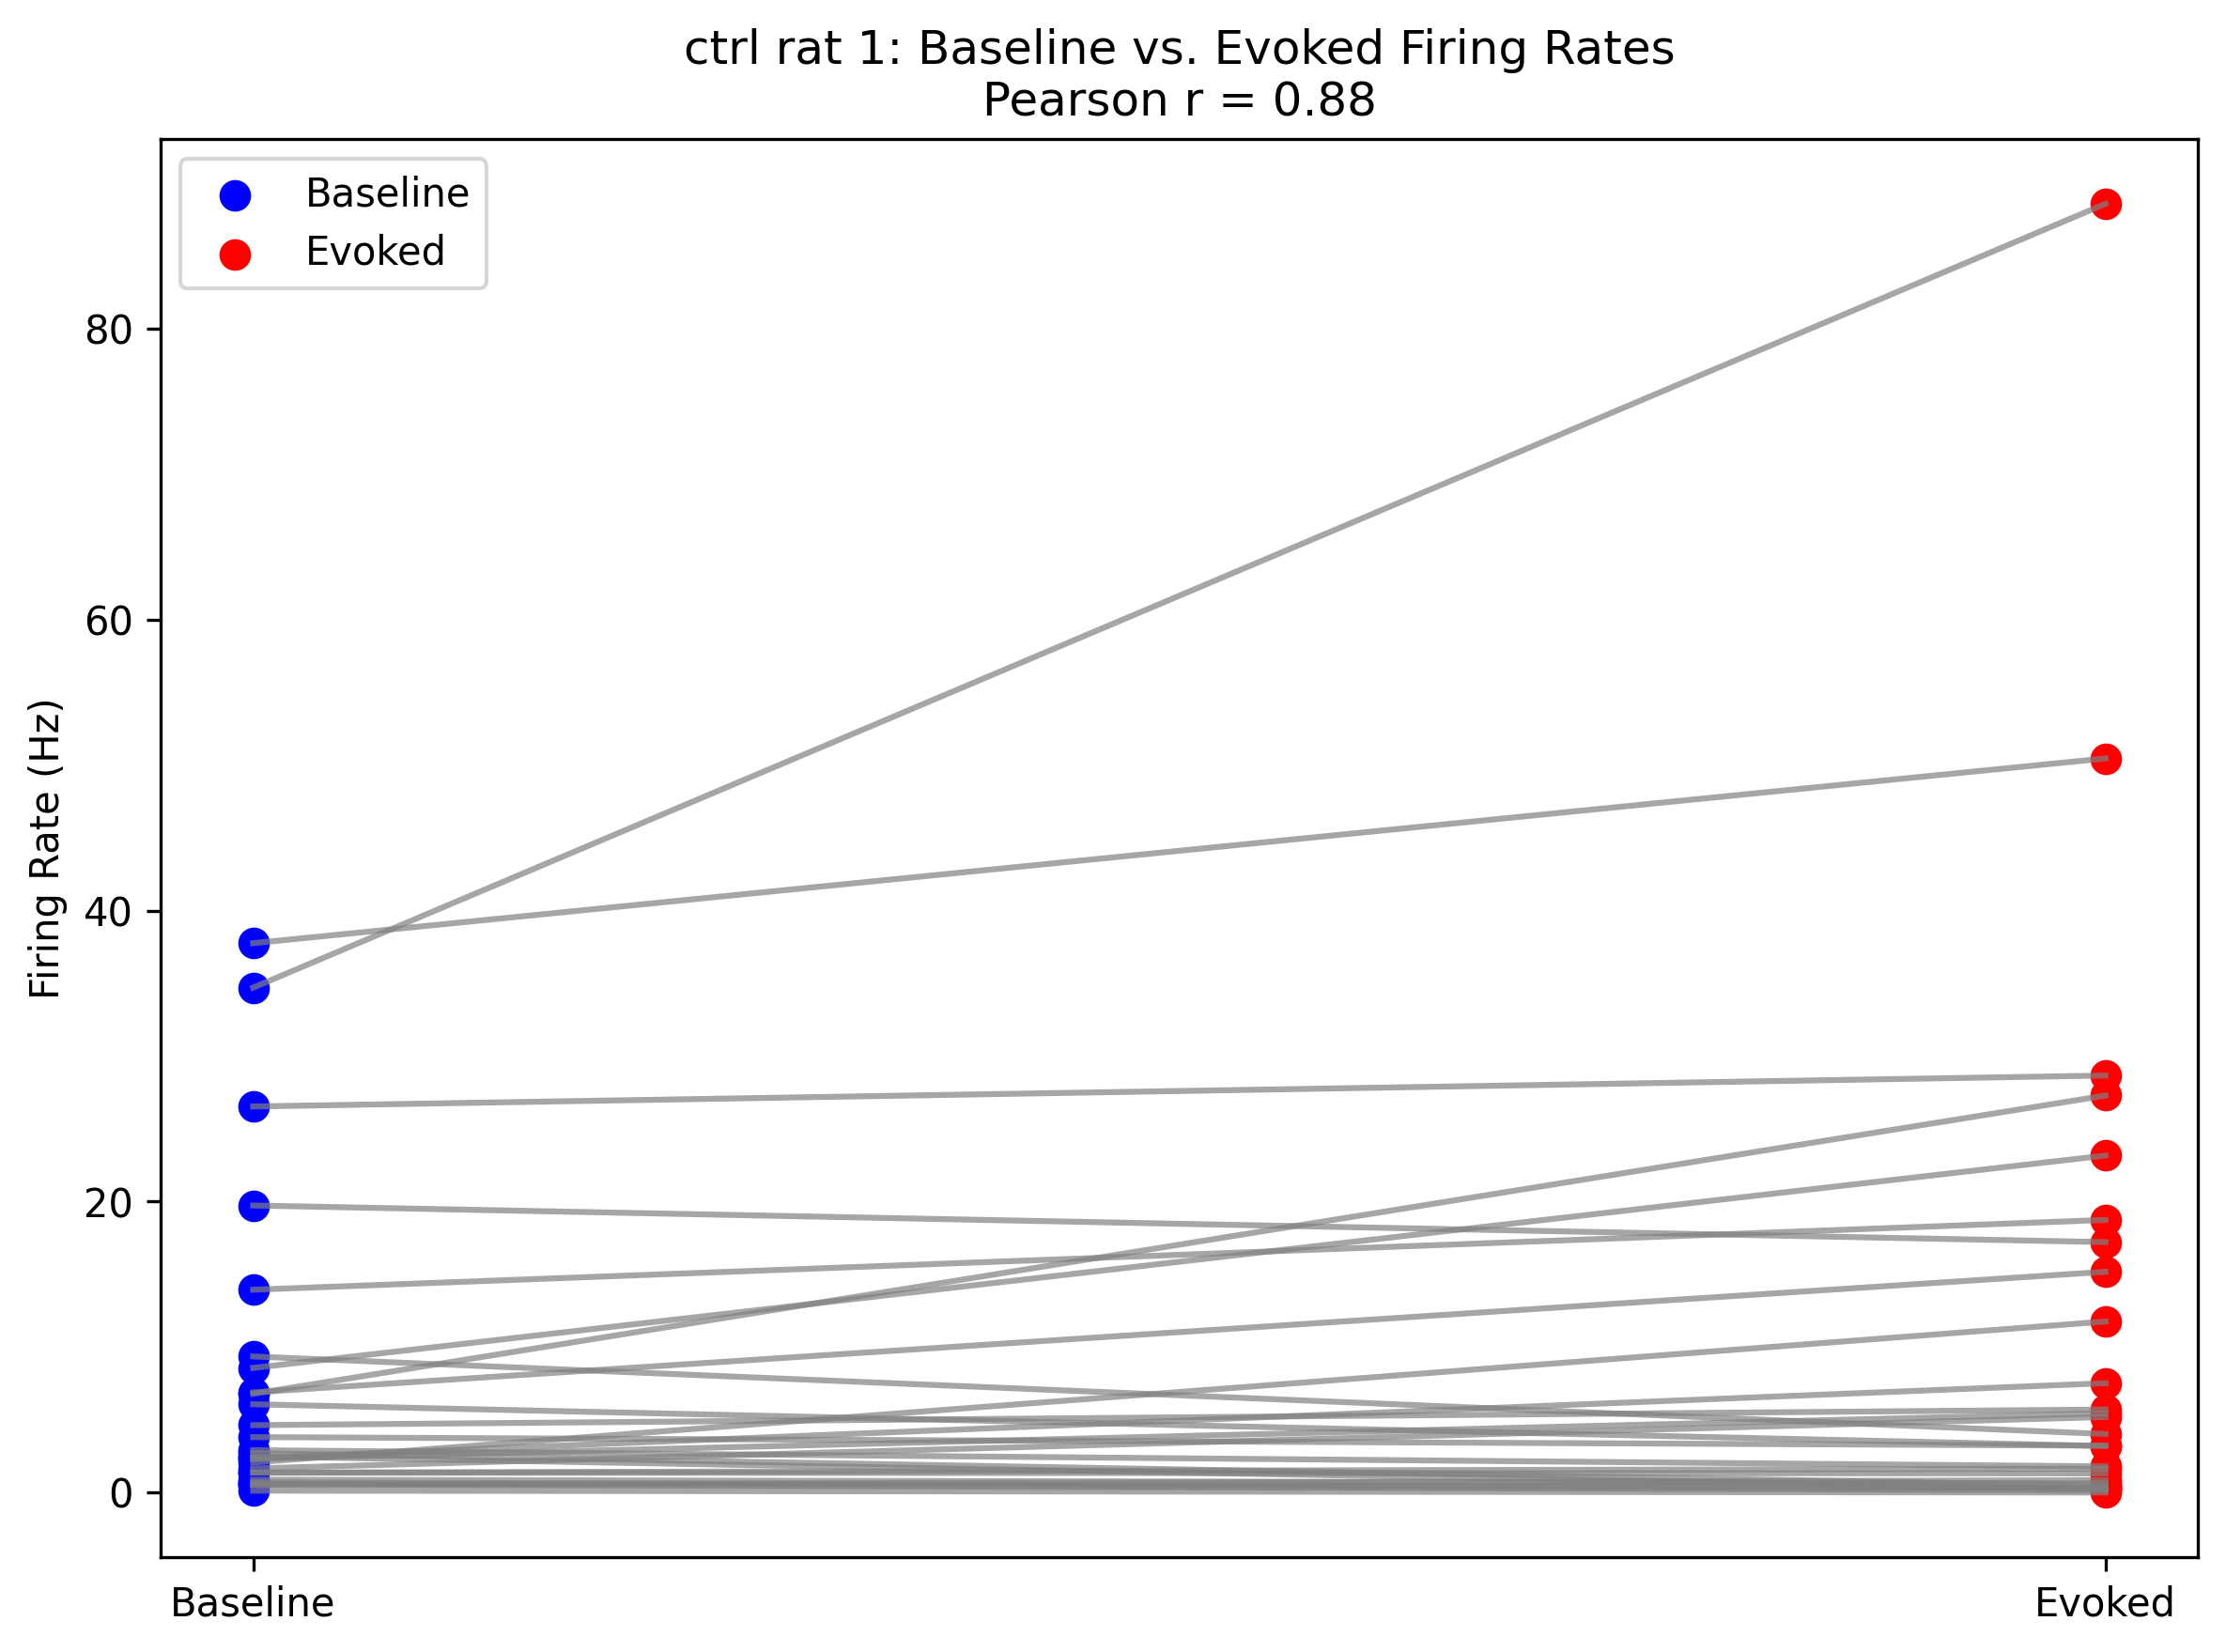 ctrl rat 1: Baseline vs. Evoked Firing Rates
Pearson r = 0.88
Baseline
Evoked
Firing Rate (Hz)
80
60
40
20
0
Baseline
Evoked